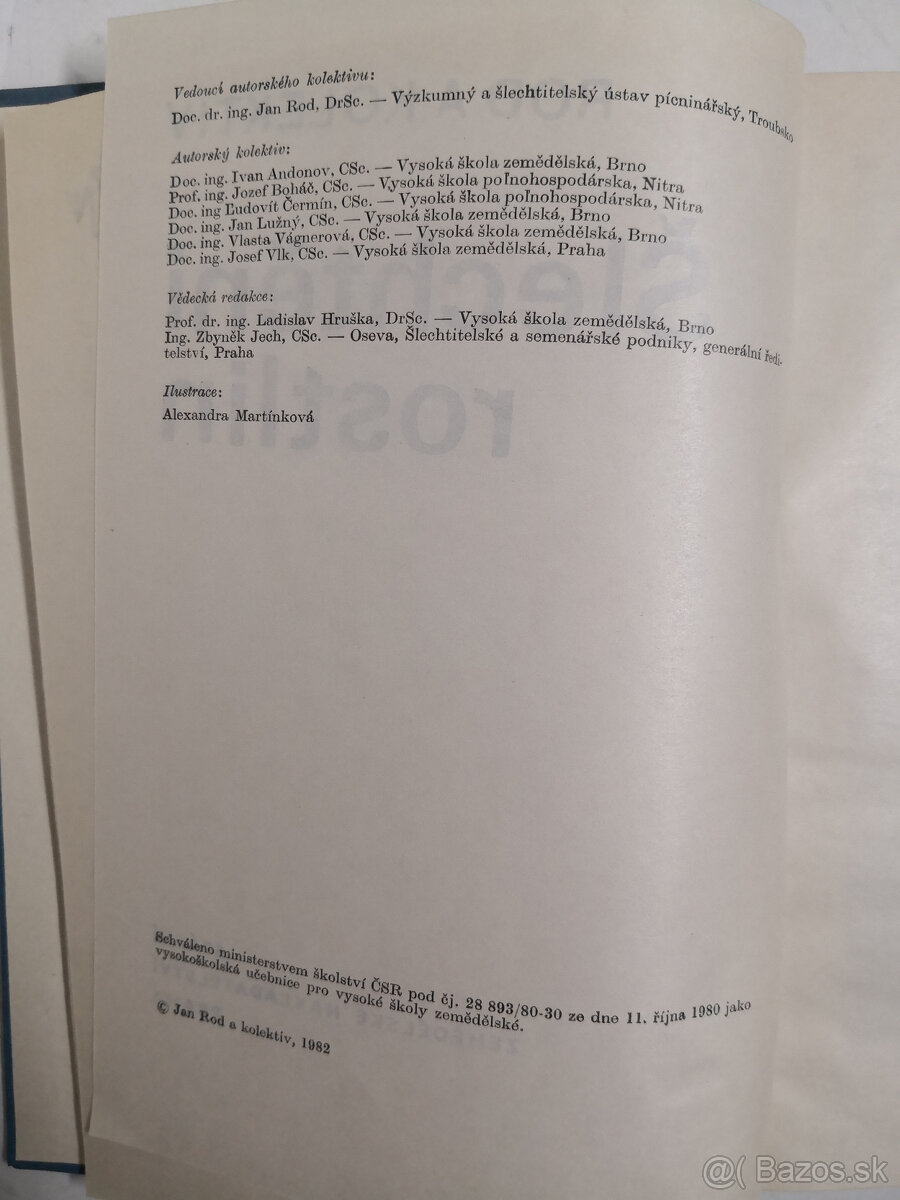 Vedoucí autorského kolektivu:
Doc. dr. ing. Jan Rod, DrSc. — Výzkumný a šlechtitelský ústav pícninářský, Troubsko
Autorský kolektiv:
Doc. ing. Ivan Andonov, CSc. — Vysoká škola zemědělská, Brno
Prof. ing. Jozef Boháč, CSc. — Vysoká škola poľnohospodárska, Nitra
Doc. ing Ľudovít Čermín, CSc. — Vysoká škola poľnohospodárska, Nitra
Doc. ing. Jan Lužný, CSc. — Vysoká škola zemědělská, Brno
Doc. ing. Vlasta Vágnerová, CSc. — Vysoká škola zemědělská, Brno
Doc. ing. Josef Vlk, CSc. — Vysoká škola zemědělská, Praha
Vědecká redakce:
Prof. dr. ing. Ladislav Hruška, DrSc. — Vysoká škola zemědělská, Brno
Ing. Zbyněk Jech, CSc. — Oseva, Šlechtitelské a semenářské podniky, generální ředi-
telství, Praha
Ilustrace:
Alexandra Martínková
rostlin
Schváleno ministerstvem školství ČSR pod čj. 28 893/80-30 ze dne 11. října 1980 jako
vysokoškolská učebnice pro vysoké školy zemědělské.
© Jan Rod a kolektív, 1982
@( Bazos.sk